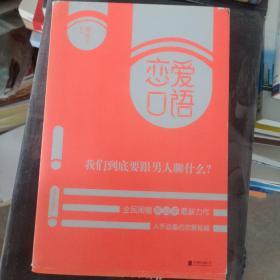 恋爱
口语
我们到底要跟男人聊什么?
全民闺蜜
最新力作
人手必备的恋爱秘籍